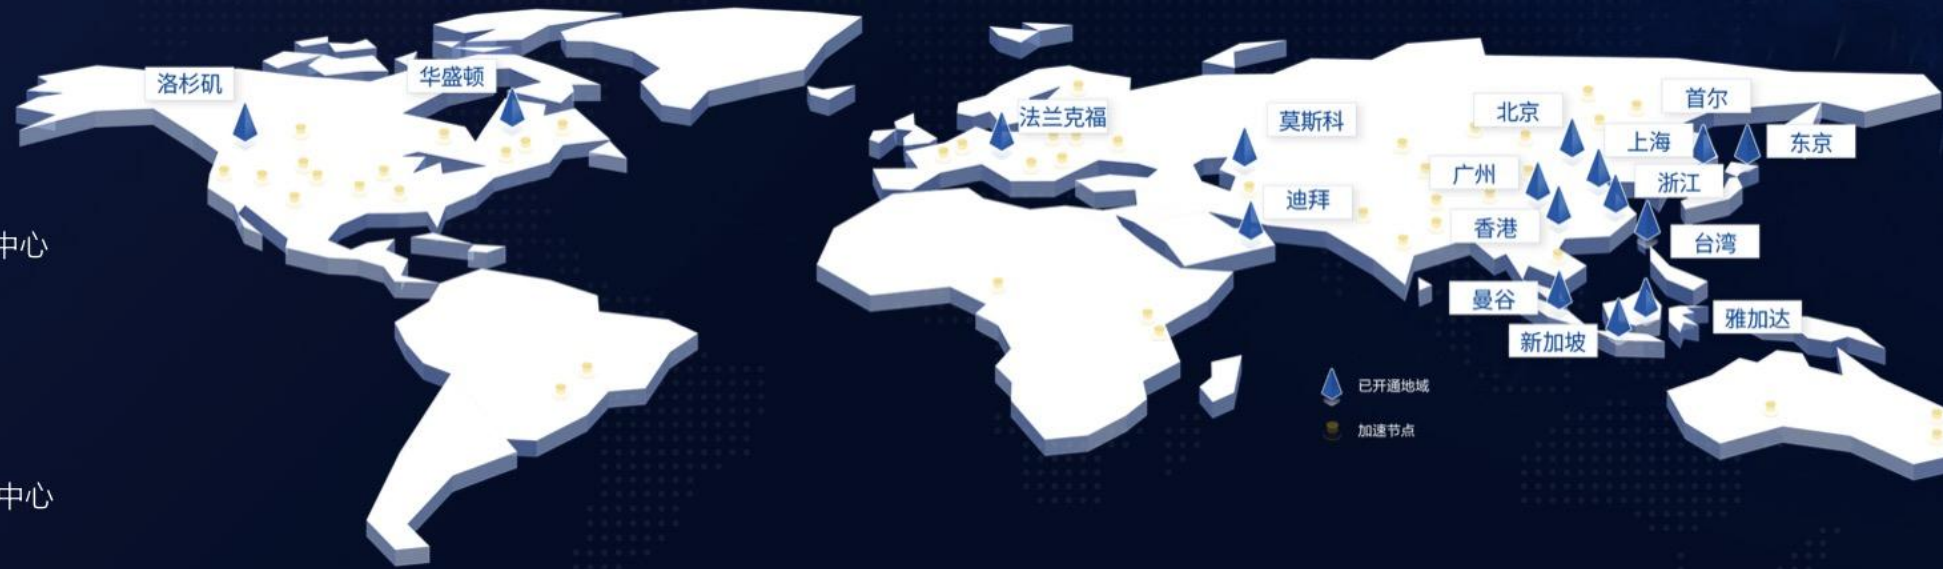 洛杉矶
华盛顿
法兰克福
莫斯科
迪拜
北京
首尔
上海
东京
广州
浙江
香港
台湾
曼谷
雅加达
新加坡
中心
已开通地域
加速节点
中心